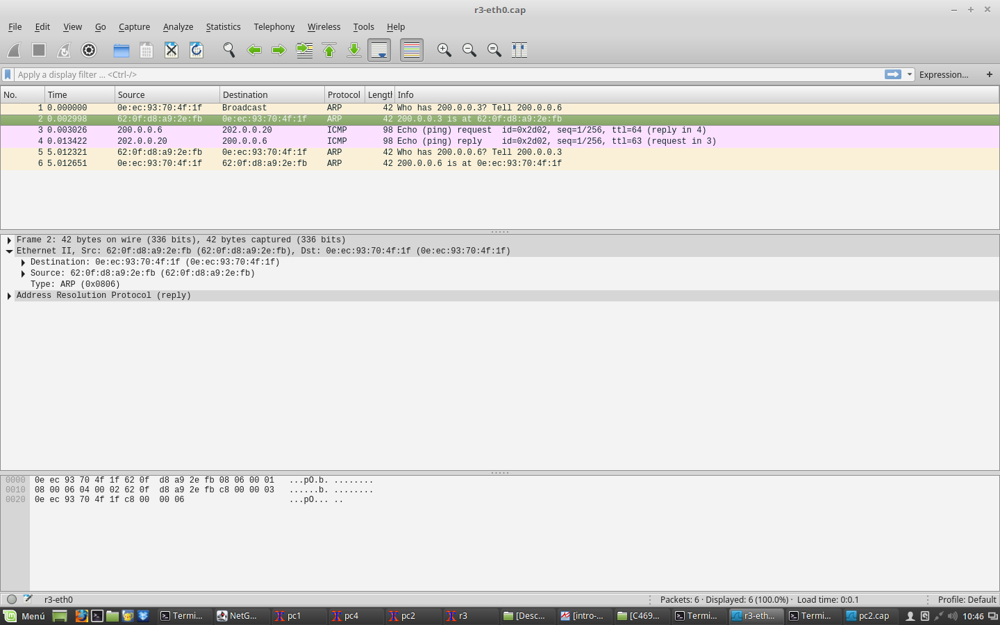 r3-eth0.cap
File Edit View Go Capture Analyze Statistics Telephony Wireless Tools Help
Apply a display filter ... <Ctrl-/> Expression... +
No. Time Source Destination Protocol Length Info
1 0.000000 0e:ec:93:70:4f:1f Broadcast ARP 42 Who has 200.0.0.3? Tell 200.0.0.6
2 0.002998 62:0f:d8:a9:2e:fb 0e:ec:93:70:4f:1f ARP 42 200.0.0.3 is at 62:0f:d8:a9:2e:fb
3 0.003026 200.0.0.6 202.0.0.20 ICMP 98 Echo (ping) request id=0x2d02, seq=1/256, ttl=64 (reply in 4)
4 0.013422 202.0.0.20 200.0.0.6 ICMP 98 Echo (ping) reply id=0x2d02, seq=1/256, ttl=63 (request in 3)
5 5.012321 62:0f:d8:a9:2e:fb 0e:ec:93:70:4f:1f ARP 42 Who has 200.0.0.6? Tell 200.0.0.3
6 5.012651 0e:ec:93:70:4f:1f 62:0f:d8:a9:2e:fb ARP 42 200.0.0.6 is at 0e:ec:93:70:4f:1f
Frame 2: 42 bytes on wire (336 bits), 42 bytes captured (336 bits)
Ethernet II, Src: 62:0f:d8:a9:2e:fb (62:0f:d8:a9:2e:fb), Dst: 0e:ec:93:70:4f:1f (0e:ec:93:70:4f:1f)
Destination: 0e:ec:93:70:4f:1f (0e:ec:93:70:4f:1f)
Source: 62:0f:d8:a9:2e:fb (62:0f:d8:a9:2e:fb)
Type: ARP (0x0806)
Address Resolution Protocol (reply)
0000 0e ec 93 70 4f 1f 62 0f d8 a9 2e fb 08 06 00 01 ...pO.b. ........
0010 08 00 06 04 00 02 62 0f d8 a9 2e fb c8 00 00 03 ......b. ........
0020 0e ec 93 70 4f 1f c8 00 00 06 ...pO... ..
r3-eth0 Packets: 6 · Displayed: 6 (100.0%) · Load time: 0:0.1 Profile: Default
Menú Termi... NetG... pc1 pc4 pc2 r3 [Desc... [intro-... [C469... Termi... r3-eth... Termi... pc2.cap 10:46